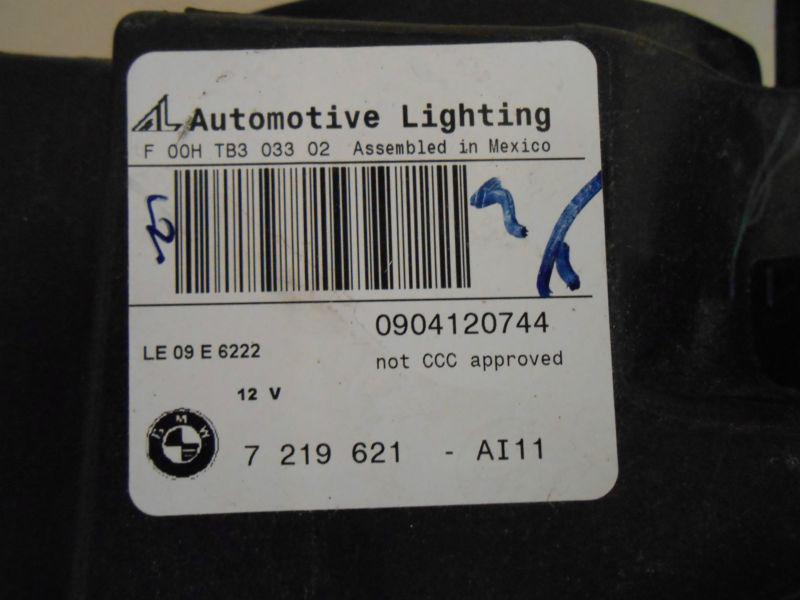 AL Automotive Lighting
F 00H TB3 033 02 Assembled in Mexico
0904120744
LE 09 E 6222
not CCC approved
12 V
BMW
7 219 621 - AI11